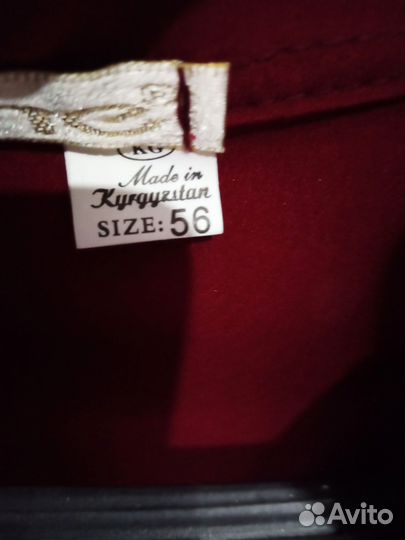 KG
Made in
Kyrgyzstan
SIZE: 56
Avito